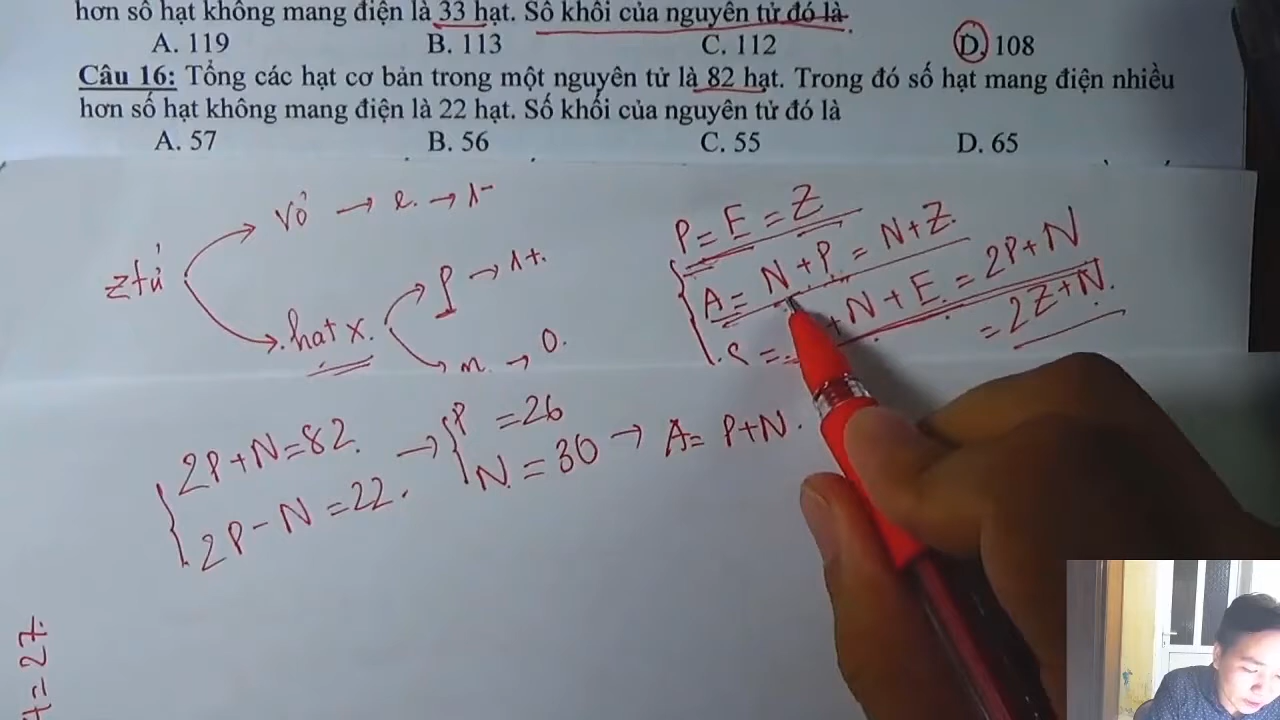 hơn số hạt không mang điện là 33 hạt. Số khối của nguyên tử đó là
A. 119 B. 113 C. 112 D. 108
Câu 16: Tổng các hạt cơ bản trong một nguyên tử là 82 hạt. Trong đó số hạt mang điện nhiều
hơn số hạt không mang điện là 22 hạt. Số khối của nguyên tử đó là
A. 57 B. 56 C. 55 D. 65
vỏ → e. → 1-
ztử
hạt x.
p → 1+.
n → 0.
P = E = Z
A = N + P = N + Z.
S = + N + E = 2P + N
= 2Z + N.
2P + N = 82.
2P - N = 22.
→ P = 26
N = 30 → A = P + N.
= 27.